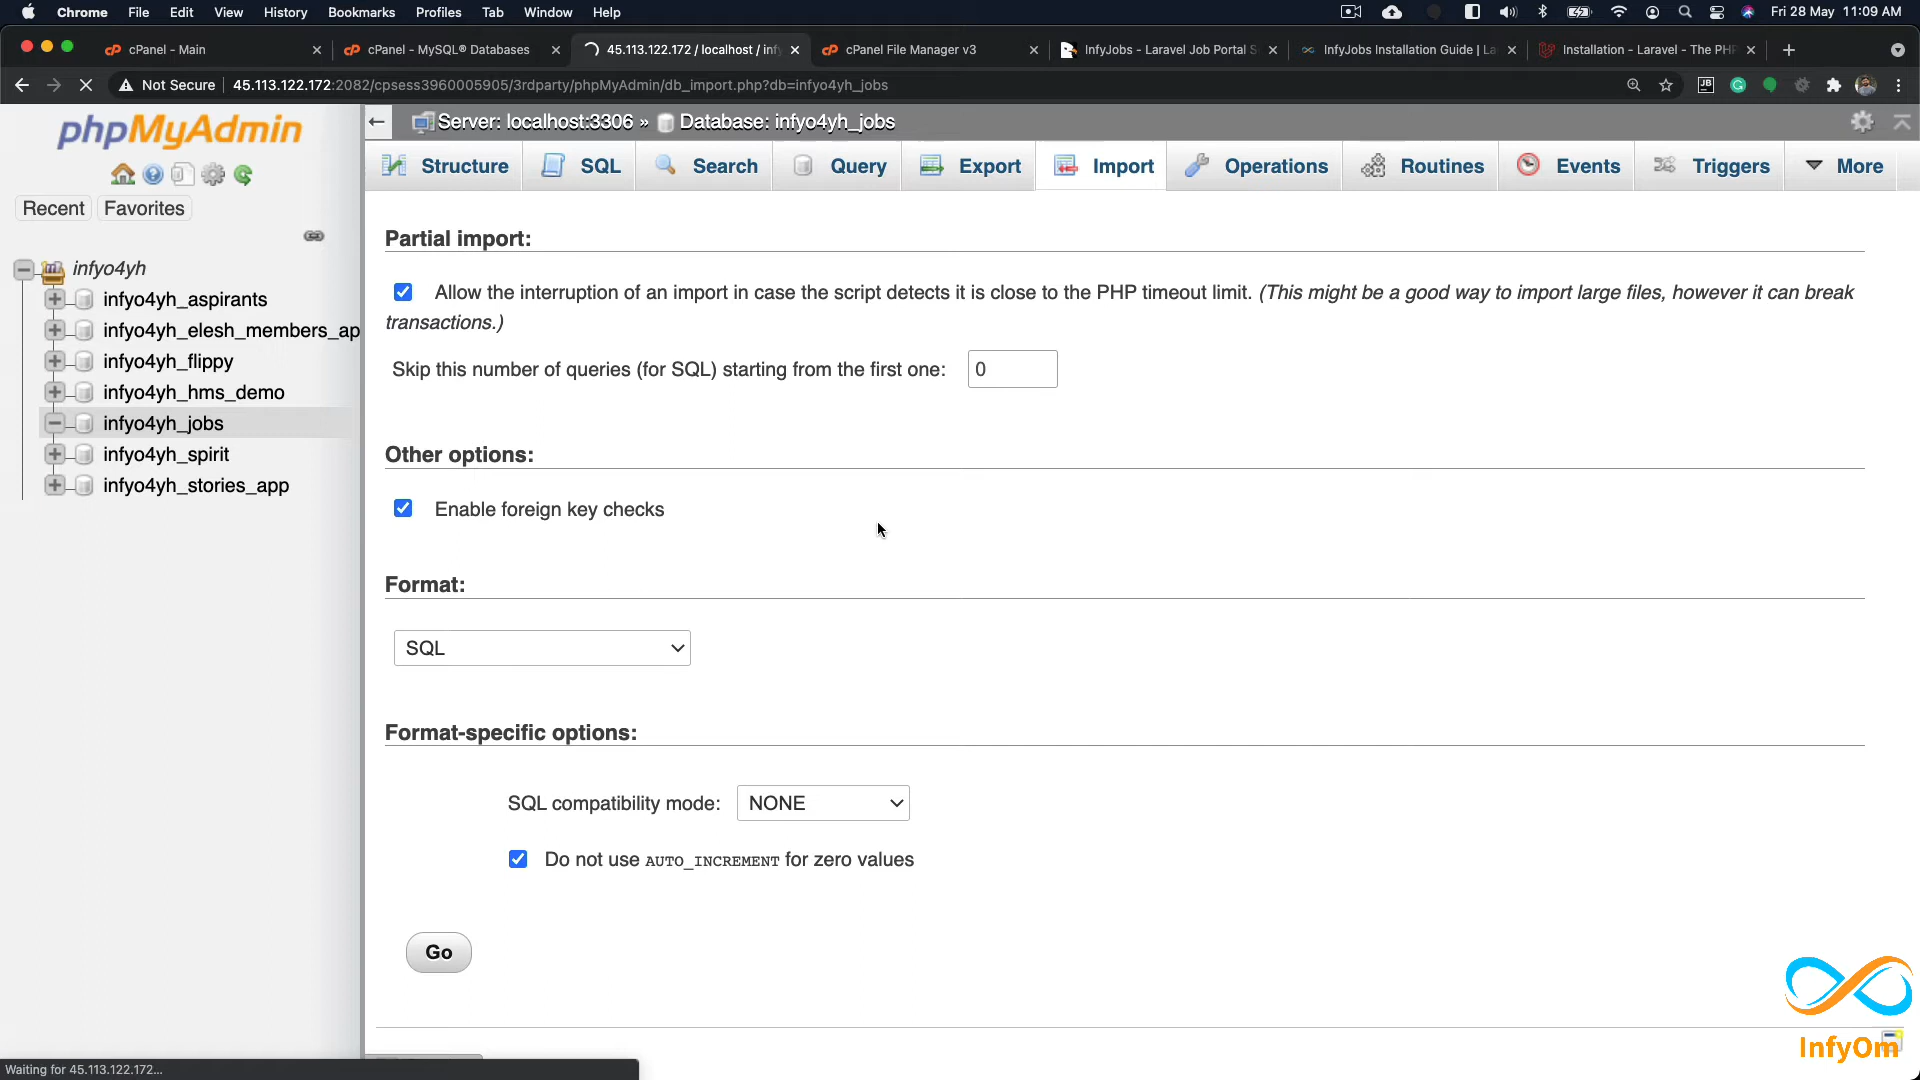 Chrome File Edit View History Bookmarks Profiles Tab Window Help Fri 28 May 11:09 AM
cPanel - Main cPanel - MySQL® Databases 45.113.122.172 / localhost / inf cPanel File Manager v3 InfyJobs - Laravel Job Portal S InfyJobs Installation Guide | La Installation - Laravel - The PHP
Not Secure 45.113.122.172:2082/cpsess3960005905/3rdparty/phpMyAdmin/db_import.php?db=infyo4yh_jobs
phpMyAdmin
Recent Favorites
infyo4yh
infyo4yh_aspirants
infyo4yh_elesh_members_ap
infyo4yh_flippy
infyo4yh_hms_demo
infyo4yh_jobs
infyo4yh_spirit
infyo4yh_stories_app
Server: localhost:3306 » Database: infyo4yh_jobs
Structure SQL Search Query Export Import Operations Routines Events Triggers More
Partial import:
Allow the interruption of an import in case the script detects it is close to the PHP timeout limit. (This might be a good way to import large files, however it can break
transactions.)
Skip this number of queries (for SQL) starting from the first one: 0
Other options:
Enable foreign key checks
Format:
SQL
Format-specific options:
SQL compatibility mode: NONE
Do not use AUTO_INCREMENT for zero values
Go
InfyOm
Waiting for 45.113.122.172...